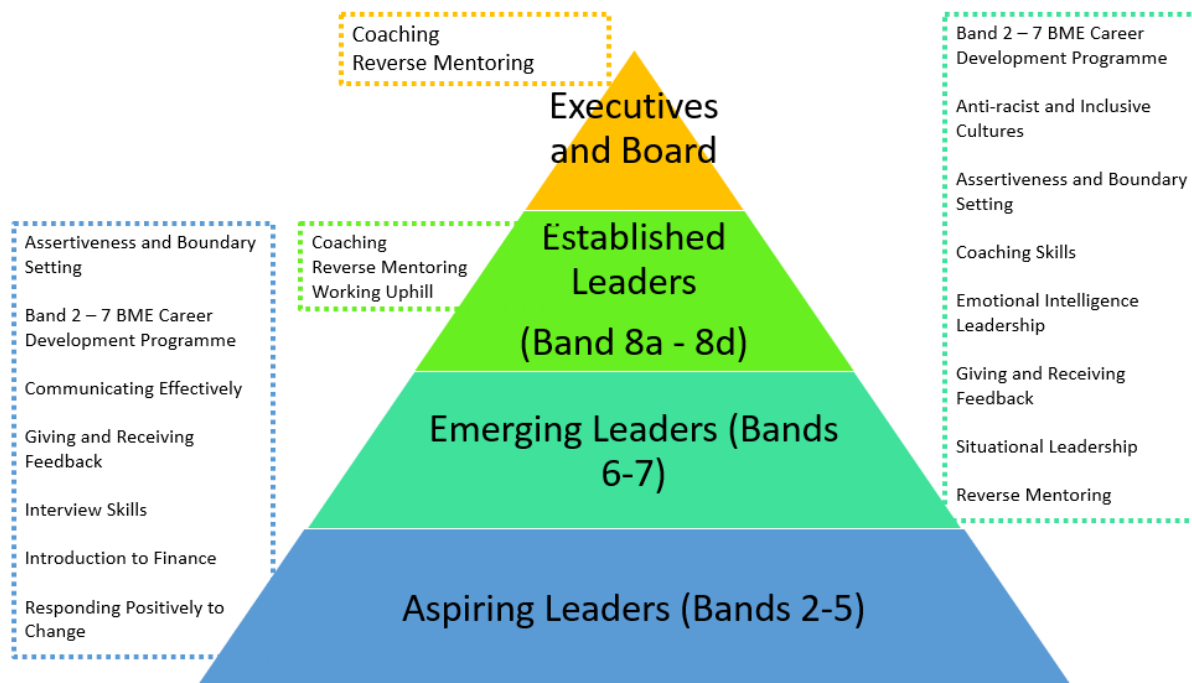 Coaching
Reverse Mentoring
Executives
and Board
Established
Leaders
(Band 8a - 8d)
Emerging Leaders (Bands
6-7)
Aspiring Leaders (Bands 2-5)
Assertiveness and Boundary
Setting
Band 2 – 7 BME Career
Development Programme
Communicating Effectively
Giving and Receiving
Feedback
Interview Skills
Introduction to Finance
Responding Positively to
Change
Coaching
Reverse Mentoring
Working Uphill
Band 2 – 7 BME Career
Development Programme
Anti-racist and Inclusive
Cultures
Assertiveness and Boundary
Setting
Coaching Skills
Emotional Intelligence
Leadership
Giving and Receiving
Feedback
Situational Leadership
Reverse Mentoring